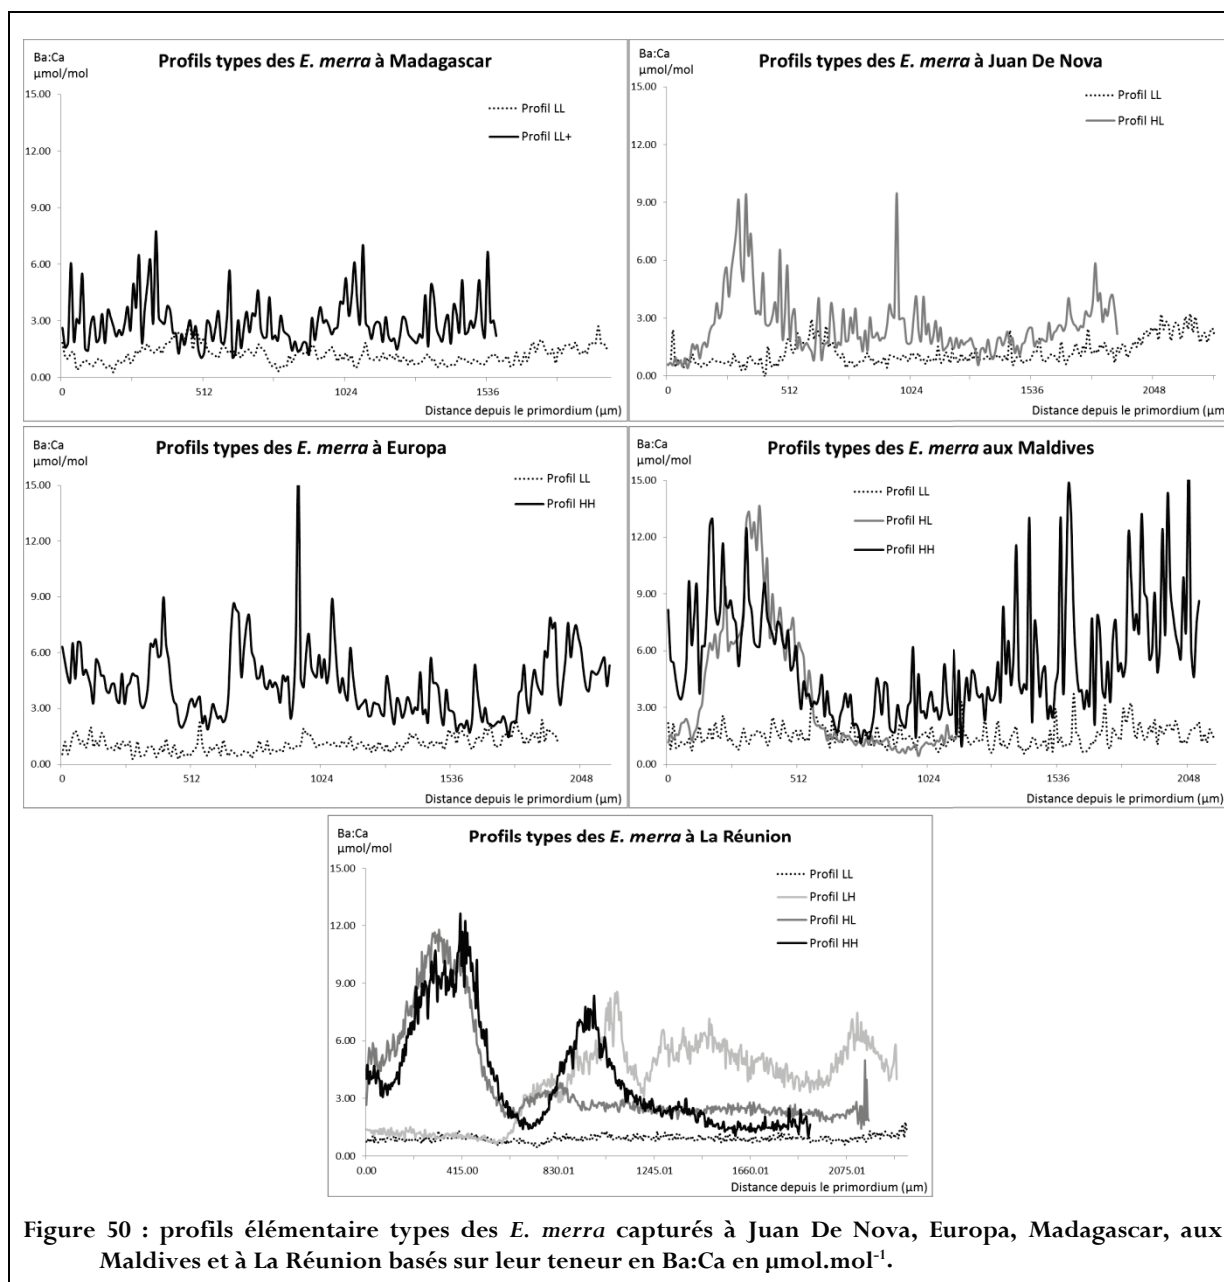 Ba:Ca
µmol/mol
Profils types des E. merra à Madagascar
15.00
12.00
9.00
6.00
3.00
0.00
Profil LL
Profil LL+
0
512
1024
1536
Distance depuis le primordium (µm)
Ba:Ca
µmol/mol
Profils types des E. merra à Juan De Nova
15.00
12.00
9.00
6.00
3.00
0.00
Profil LL
Profil HL
0
512
1024
1536
2048
Distance depuis le primordium (µm)
Ba:Ca
µmol/mol
Profils types des E. merra à Europa
15.00
12.00
9.00
6.00
3.00
0.00
Profil LL
Profil HH
0
512
1024
1536
2048
Distance depuis le primordium (µm)
Ba:Ca
µmol/mol
Profils types des E. merra aux Maldives
15.00
12.00
9.00
6.00
3.00
0.00
Profil LL
Profil HL
Profil HH
0
512
1024
1536
2048
Distance depuis le primordium (µm)
Ba:Ca
µmol/mol
Profils types des E. merra à La Réunion
15.00
12.00
9.00
6.00
3.00
0.00
Profil LL
Profil LH
Profil HL
Profil HH
0.00
415.00
830.01
1245.01
1660.01
2075.01
Distance depuis le primordium (µm)
Figure 50 : profils élémentaire types des E. merra capturés à Juan De Nova, Europa, Madagascar, aux
Maldives et à La Réunion basés sur leur teneur en Ba:Ca en µmol.mol⁻¹.